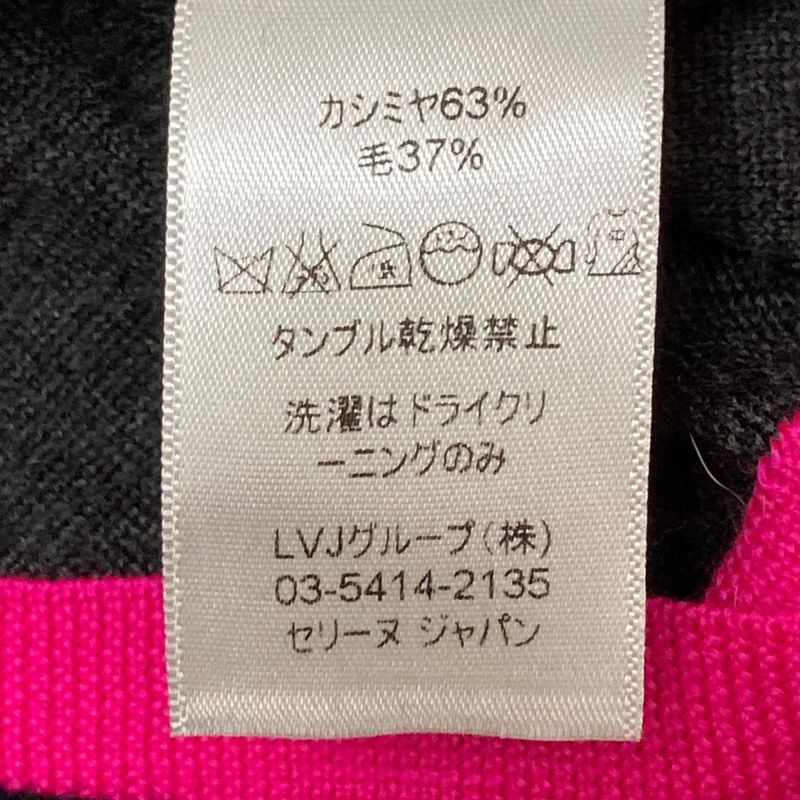 カシミヤ63%
毛37%
タンブル乾燥禁止
洗濯はドライクリ
ーニングのみ
LVJグループ(株)
03-5414-2135
セリーヌ ジャパン